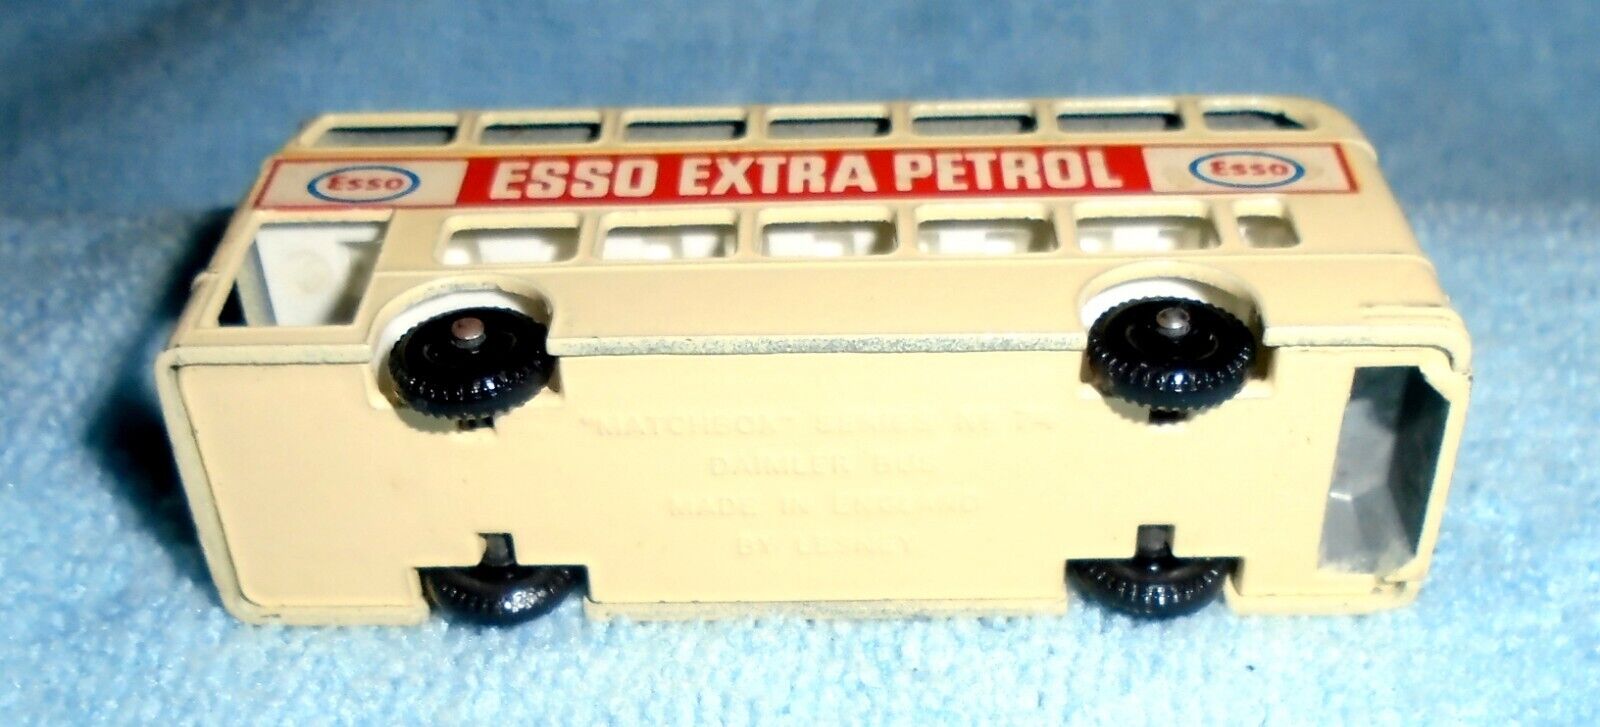 Esso ESSO EXTRA PETROL Esso
"MATCHBOX" SERIES No 74
DAIMLER BUS
MADE IN ENGLAND
BY LESNEY